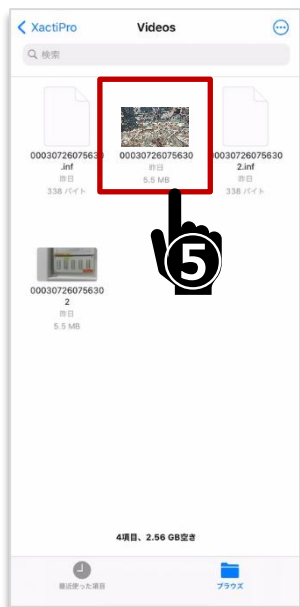 XactiPro
Videos
検索
00030726075630
.inf
昨日
338 バイト
00030726075630
昨日
5.5 MB
00030726075630
2.inf
昨日
338 バイト
⑤
00030726075630
2
昨日
5.5 MB
4項目、2.56 GB空き
最近使った項目
ブラウズ